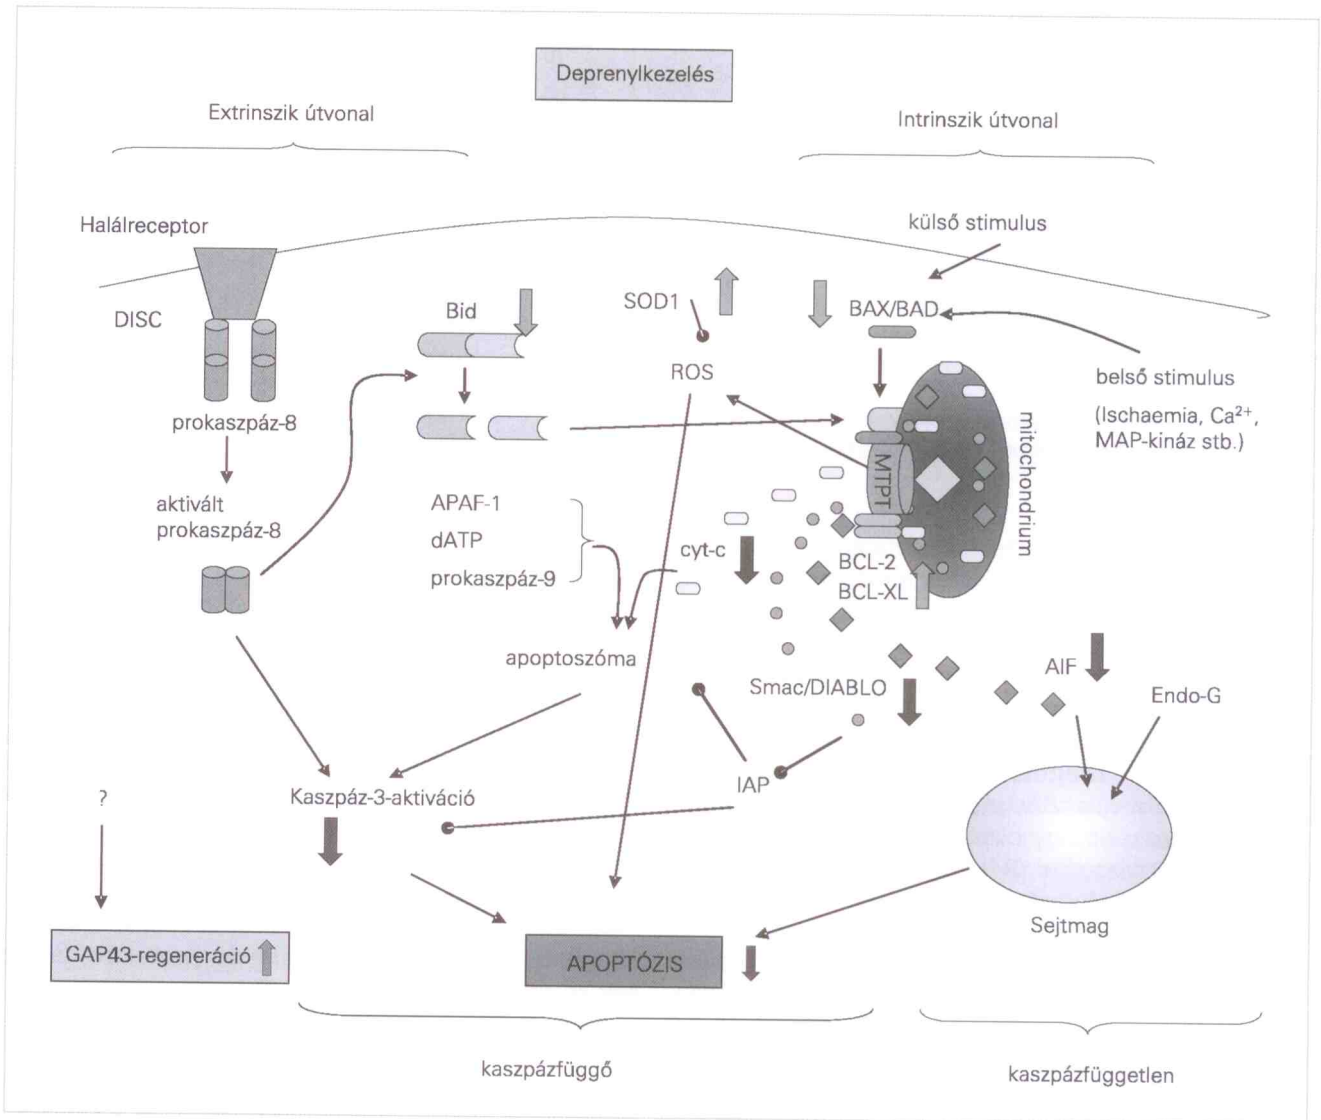 Deprenylkezelés
Extrinszik útvonal
Intrinszik útvonal
Halálreceptor
külső stimulus
DISC
Bid
SOD1
BAX/BAD
ROS
belső stimulus
(Ischaemia, Ca²⁺,
MAP-kináz stb.)
prokaszpáz-8
mitochondrium
MTPT
aktivált
prokaszpáz-8
APAF-1
dATP
prokaszpáz-9
cyt-c
BCL-2
BCL-XL
apoptoszóma
Smac/DIABLO
AIF
Endo-G
IAP
?
Kaszpáz-3-aktiváció
Sejtmag
GAP43-regeneráció
APOPTÓZIS
kaszpázfüggő
kaszpázfüggetlen